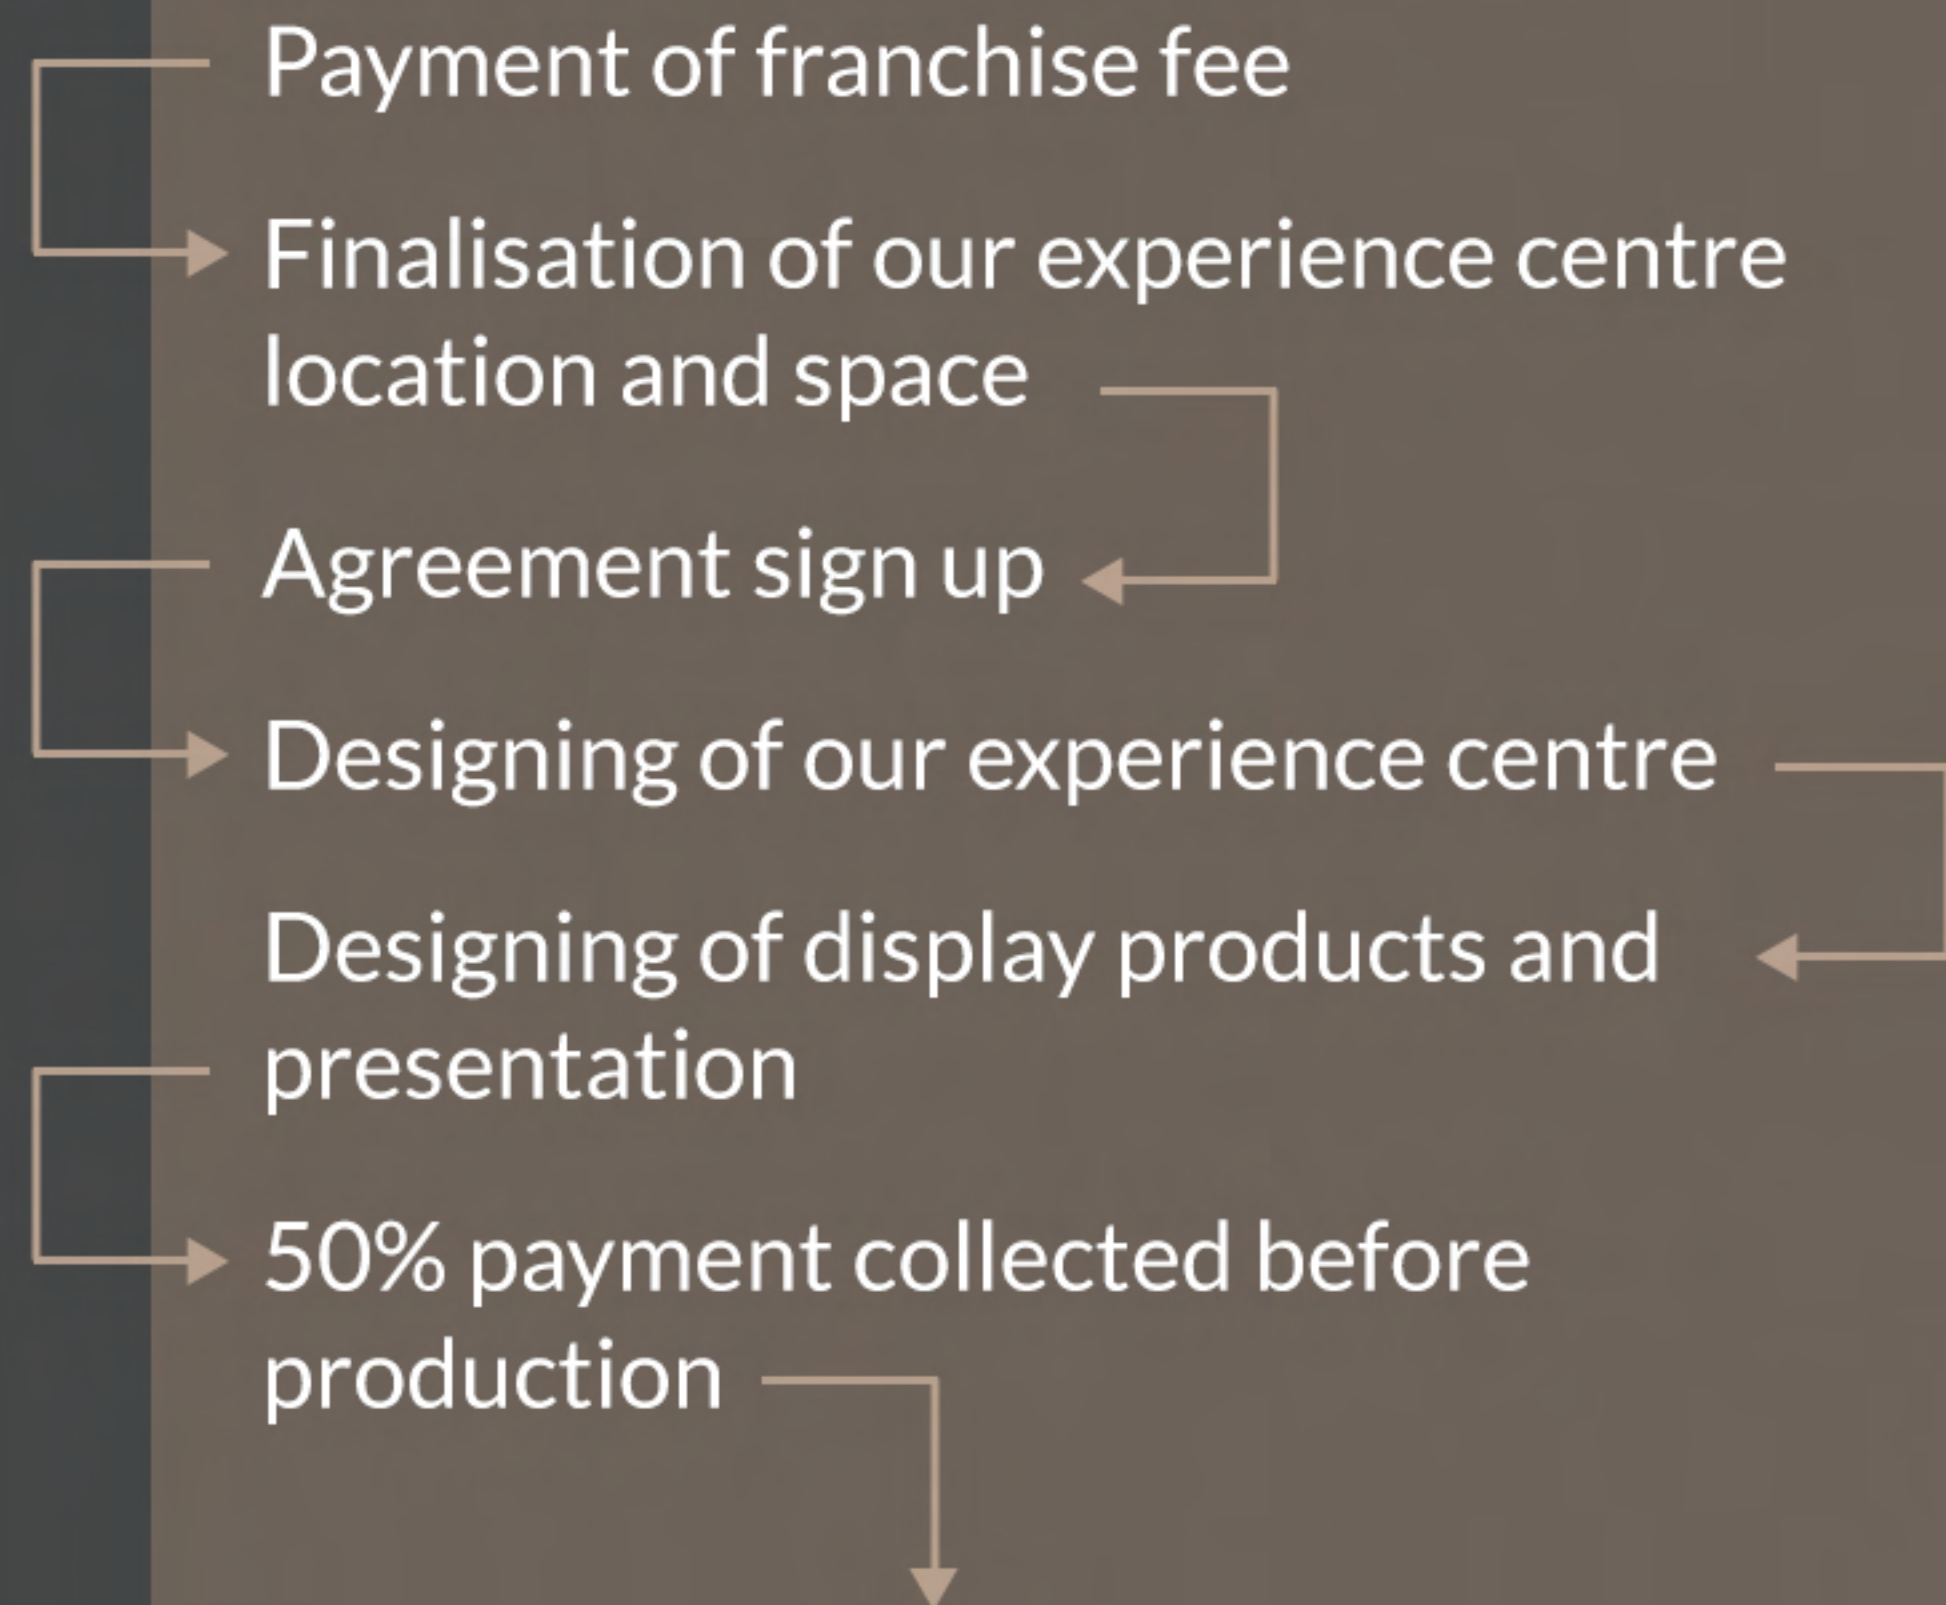 Payment of franchise fee
Finalisation of our experience centre
location and space
Agreement sign up
Designing of our experience centre
Designing of display products and
presentation
50% payment collected before
production